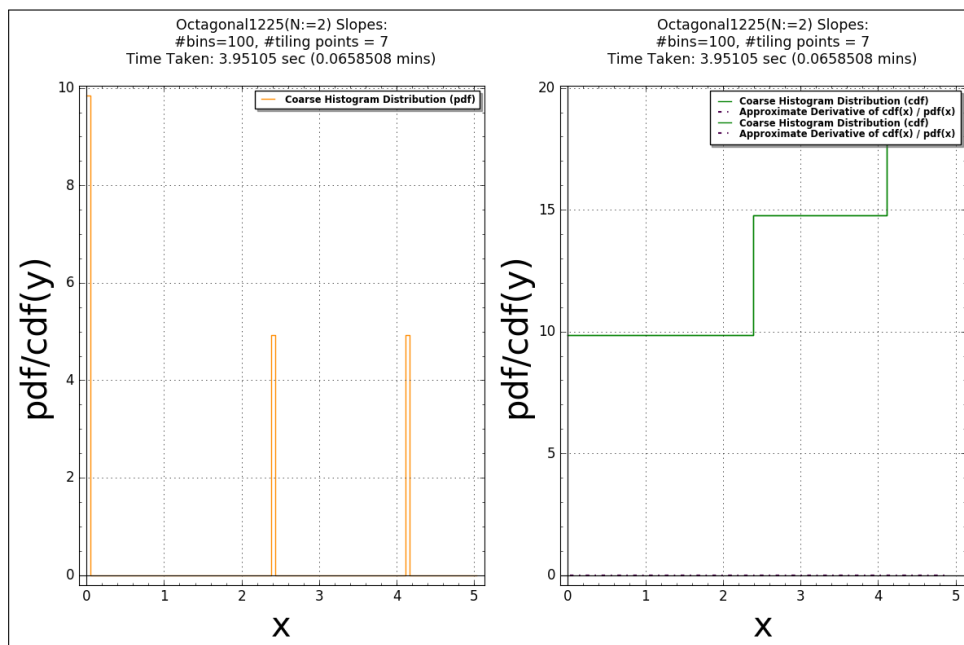 Octagonal1225(N:=2) Slopes:
#bins=100, #tiling points = 7
Time Taken: 3.95105 sec (0.0658508 mins)
Coarse Histogram Distribution (pdf)
10
8
6
4
2
0
pdf/cdf(y)
0 1 2 3 4 5
x
Octagonal1225(N:=2) Slopes:
#bins=100, #tiling points = 7
Time Taken: 3.95105 sec (0.0658508 mins)
Coarse Histogram Distribution (cdf)
Approximate Derivative of cdf(x) / pdf(x)
Coarse Histogram Distribution (cdf)
Approximate Derivative of cdf(x) / pdf(x)
20
15
10
5
0
pdf/cdf(y)
0 1 2 3 4 5
x